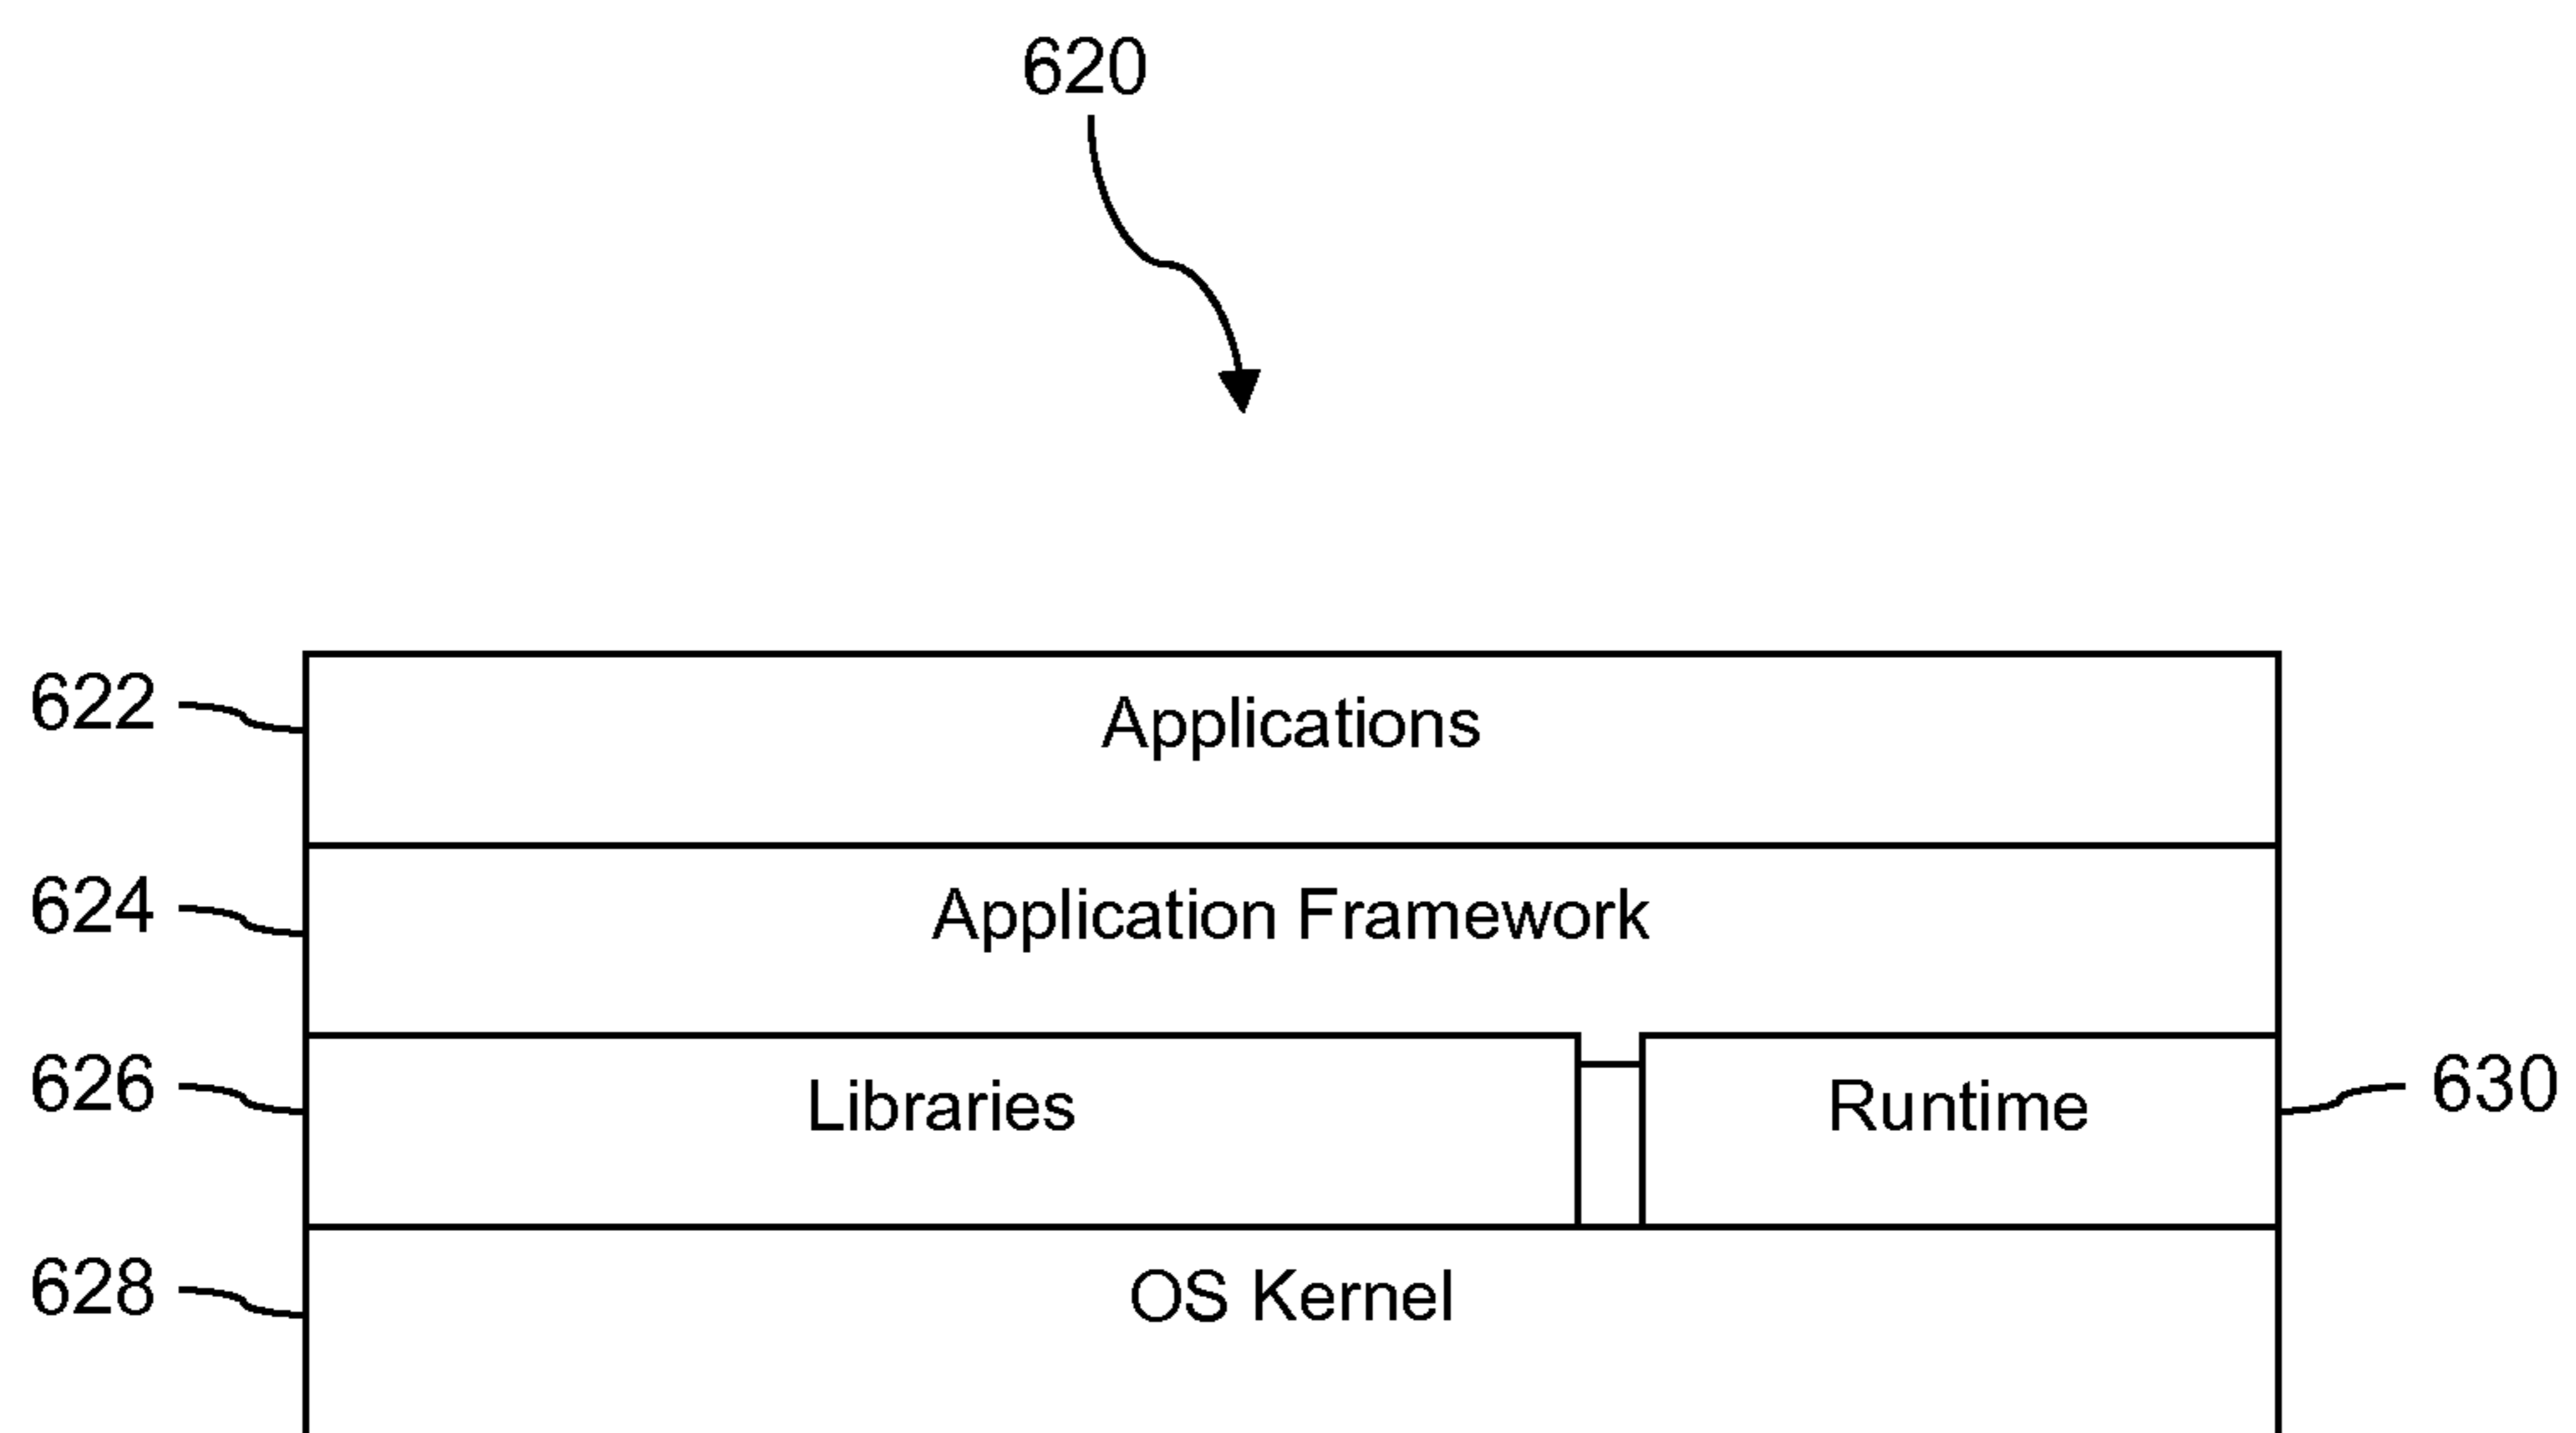 620
622 Applications
624 Application Framework
626 Libraries Runtime 630
628 OS Kernel